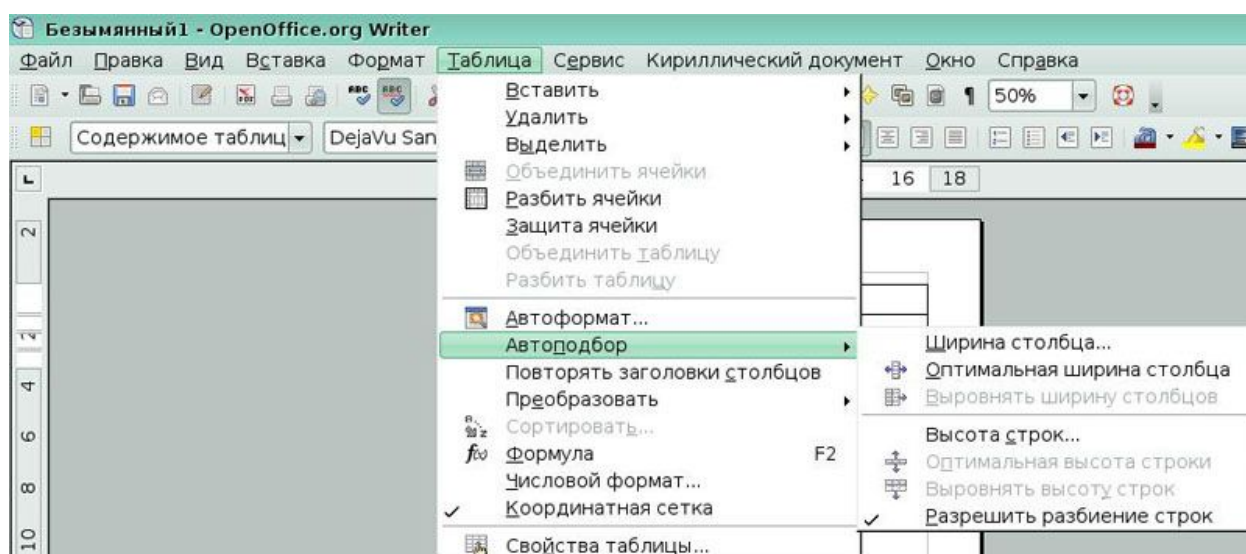 Безымянный1 - OpenOffice.org Writer
Файл Правка Вид Вставка Формат Таблица Сервис Кириллический документ Окно Справка
50%
Содержимое таблиц DejaVu San
16 18
2
2
4
6
8
10
Вставить
Удалить
Выделить
Объединить ячейки
Разбить ячейки
Защита ячейки
Объединить таблицу
Разбить таблицу
Автоформат...
Автоподбор
Повторять заголовки столбцов
Преобразовать
Сортировать...
Формула F2
Числовой формат...
Координатная сетка
Свойства таблицы...
Ширина столбца...
Оптимальная ширина столбца
Выровнять ширину столбцов
Высота строк...
Оптимальная высота строки
Выровнять высоту строк
Разрешить разбиение строк